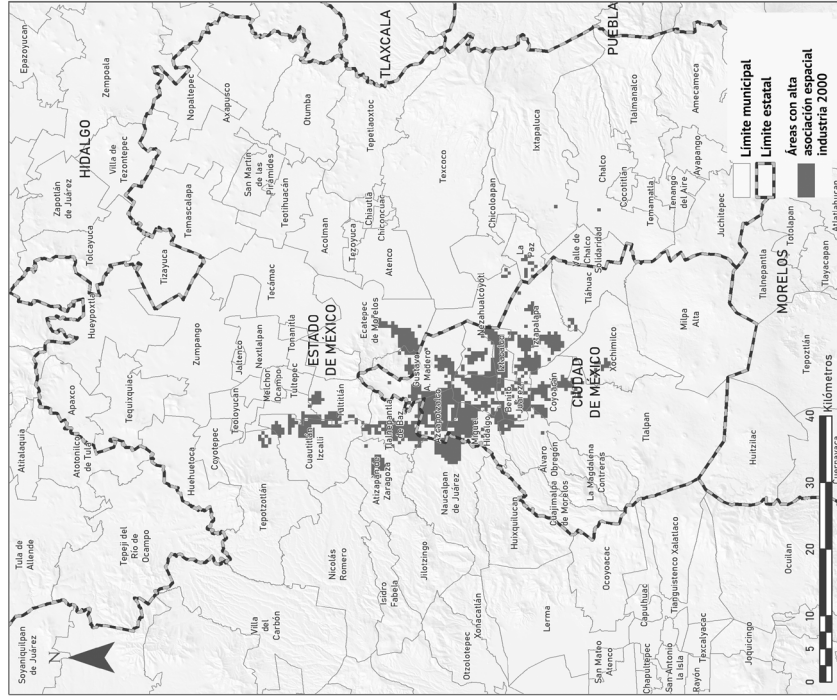 Soyaniquilpan
de Juárez
Tula de
Allende
Atitalaquia
Atotonilco
de Tula
Apaxco
Hueypoxtla
Tolcayuca
Zapotlán
de Juárez
Epazoyucan
Zempoala
HIDALGO
Villa de
Tezontepec
Tizayuca
Tepeji del
Río de
Ocampo
Tequixquiac
Huehuetoca
Zumpango
Temascalapa
Nopaltepec
Axapusco
San Martín
de las
Pirámides
Otumba
Teotihuacán
Coyotepec
Teoloyucan
Jaltenco
Nextlalpan
Melchor
Ocampo
Tonanitla
Tultepec
Tecámac
Villa
del
Carbón
Tepotzotlán
Nicolás
Romero
Cuautitlán
Izcalli
Tultitlán
ESTADO
DE MÉXICO
Ecatepec
de Morelos
Acolman
Tezoyuca
Atenco
Chiautla
Chiconcuac
Tepetlaoxtoc
TLAXCALA
Texcoco
Isidro
Fabela
Jilotzingo
Atizapán de
Zaragoza
Tlalnepantla
de Baz
Gustavo
A. Madero
Azcapotzalco
Naucalpan
de Juárez
Miguel
Hidalgo
Otzolotepec
Xonacatlán
Huixquilucan
Lerma
Cuajimalpa
de Morelos
Álvaro
Obregón
Benito
Juárez
Iztacalco
Nezahualcóyotl
Chicoloapan
La
Paz
Iztapalapa
Coyoacán
Ixtapaluca
PUEBLA
CIUDAD
DE MÉXICO
La Magdalena
Contreras
Tlalpan
Xochimilco
Tláhuac
Valle de
Chalco
Solidaridad
Chalco
Cocotitlán
Temamatla
Tlalmanalco
Tenango
del Aire
Ayapango
Amecameca
Juchitepec
Milpa
Alta
San Mateo
Atenco
Ocoyoacac
Capulhuac
Chapultepec
Tianguistenco
Xalatlaco
San Antonio
la Isla
Rayón
Texcalyacac
Joquicingo
Ocuilan
Huitzilac
Cuernavaca
Tepoztlán
MORELOS
Tlalnepantla
Totolapan
Tlayacapan
Atlatlahucan
N
Límite municipal
Límite estatal
Áreas con alta
asociación espacial
industria 2000
0 5 10 20 30 40
Kilómetros